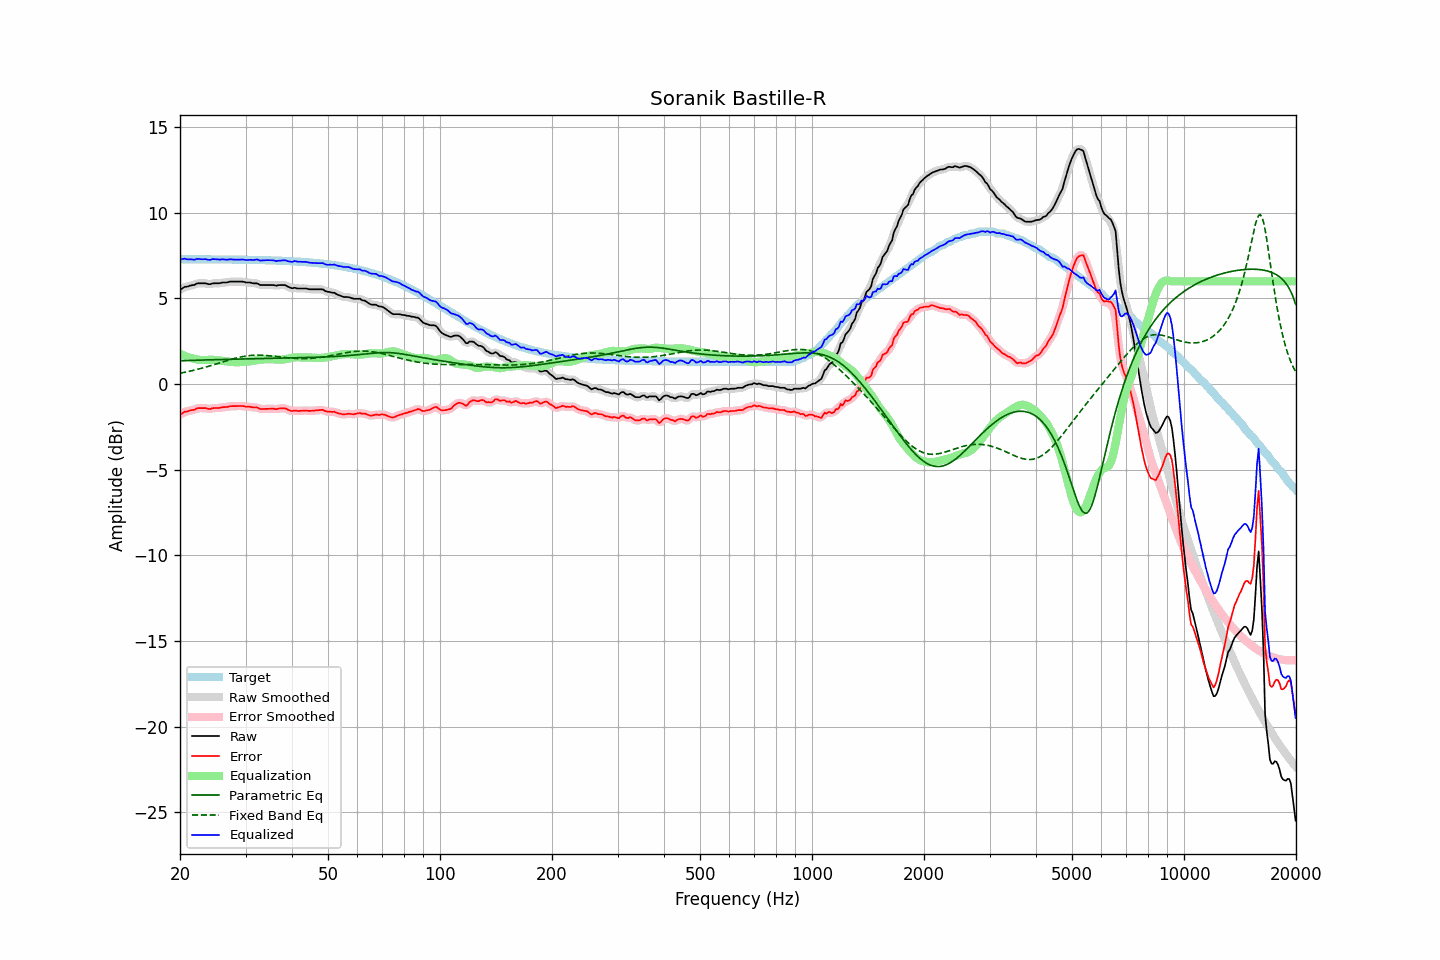 Soranik Bastille-R
Amplitude (dBr)
15
10
5
0
−5
−10
−15
−20
−25
Target
Raw Smoothed
Error Smoothed
Raw
Error
Equalization
Parametric Eq
Fixed Band Eq
Equalized
20 50 100 200 500 1000 2000 5000 10000 20000
Frequency (Hz)